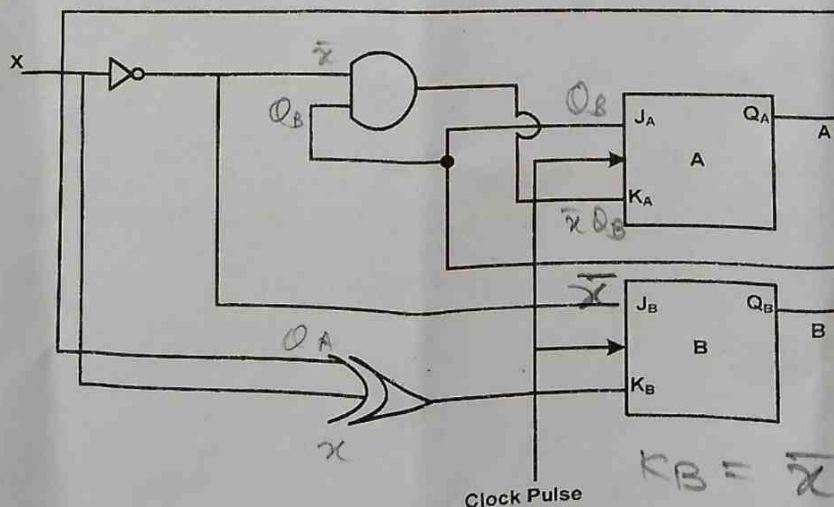 X
x̄
Q_B
Q_B
J_A
Q_A
A
A
K_A
x̄ Q_B
x̄
J_B
Q_B
B
B
Q_A
K_B
x
K_B = x̄
Clock Pulse